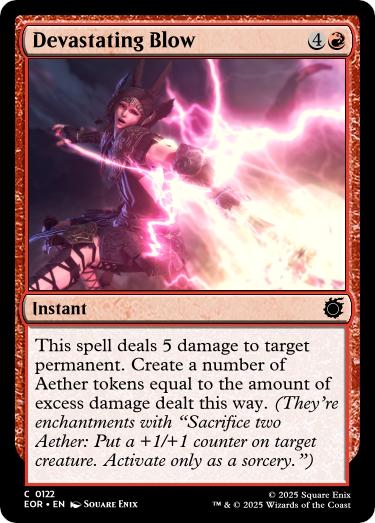 Devastating Blow 4
Instant
This spell deals 5 damage to target
permanent. Create a number of
Aether tokens equal to the amount of
excess damage dealt this way. (They’re
enchantments with “Sacrifice two
Aether: Put a +1/+1 counter on target
creature. Activate only as a sorcery.”)
C 0122
EOR • EN SQUARE ENIX
© 2025 Square Enix
™ & © 2025 Wizards of the Coast